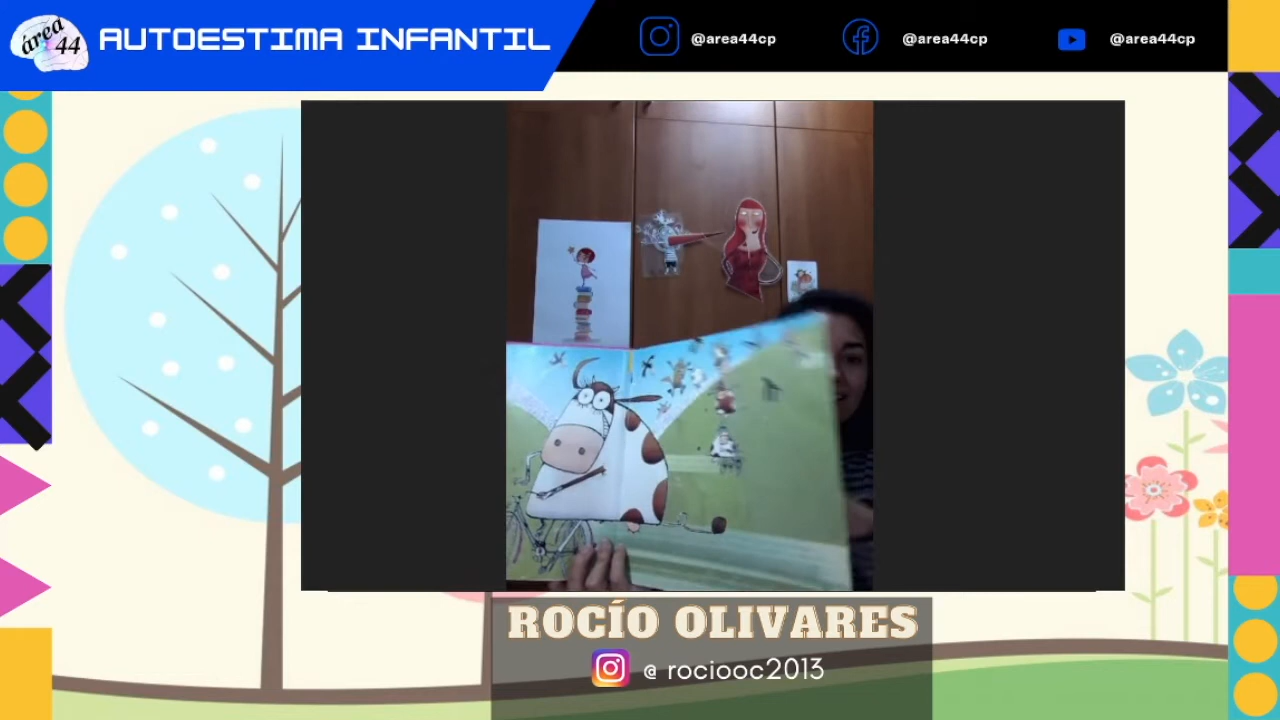 área
44
AUTOESTIMA INFANTIL
@area44cp
@area44cp
@area44cp
ROCÍO OLIVARES
@ rociooc2013